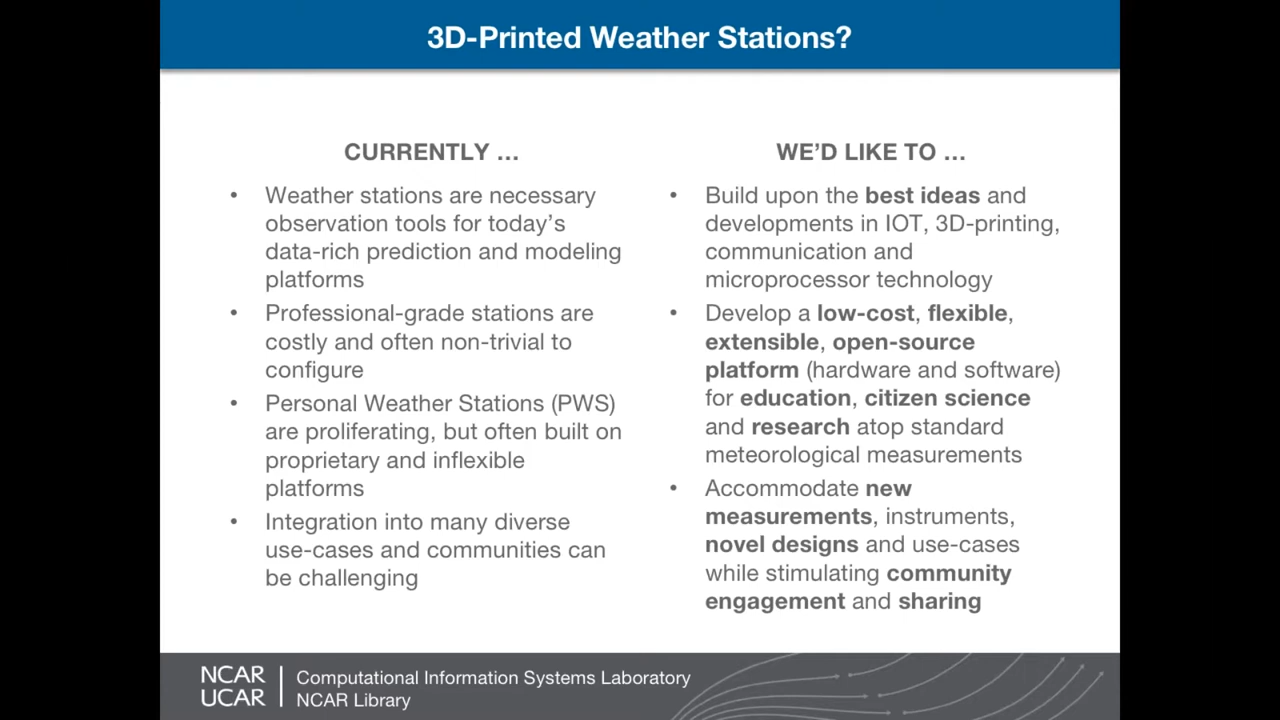 3D-Printed Weather Stations?
CURRENTLY …
• Weather stations are necessary
observation tools for today’s
data-rich prediction and modeling
platforms
• Professional-grade stations are
costly and often non-trivial to
configure
• Personal Weather Stations (PWS)
are proliferating, but often built on
proprietary and inflexible
platforms
• Integration into many diverse
use-cases and communities can
be challenging
WE’D LIKE TO …
• Build upon the best ideas and
developments in IOT, 3D-printing,
communication and
microprocessor technology
• Develop a low-cost, flexible,
extensible, open-source
platform (hardware and software)
for education, citizen science
and research atop standard
meteorological measurements
• Accommodate new
measurements, instruments,
novel designs and use-cases
while stimulating community
engagement and sharing
NCAR
UCAR
Computational Information Systems Laboratory
NCAR Library